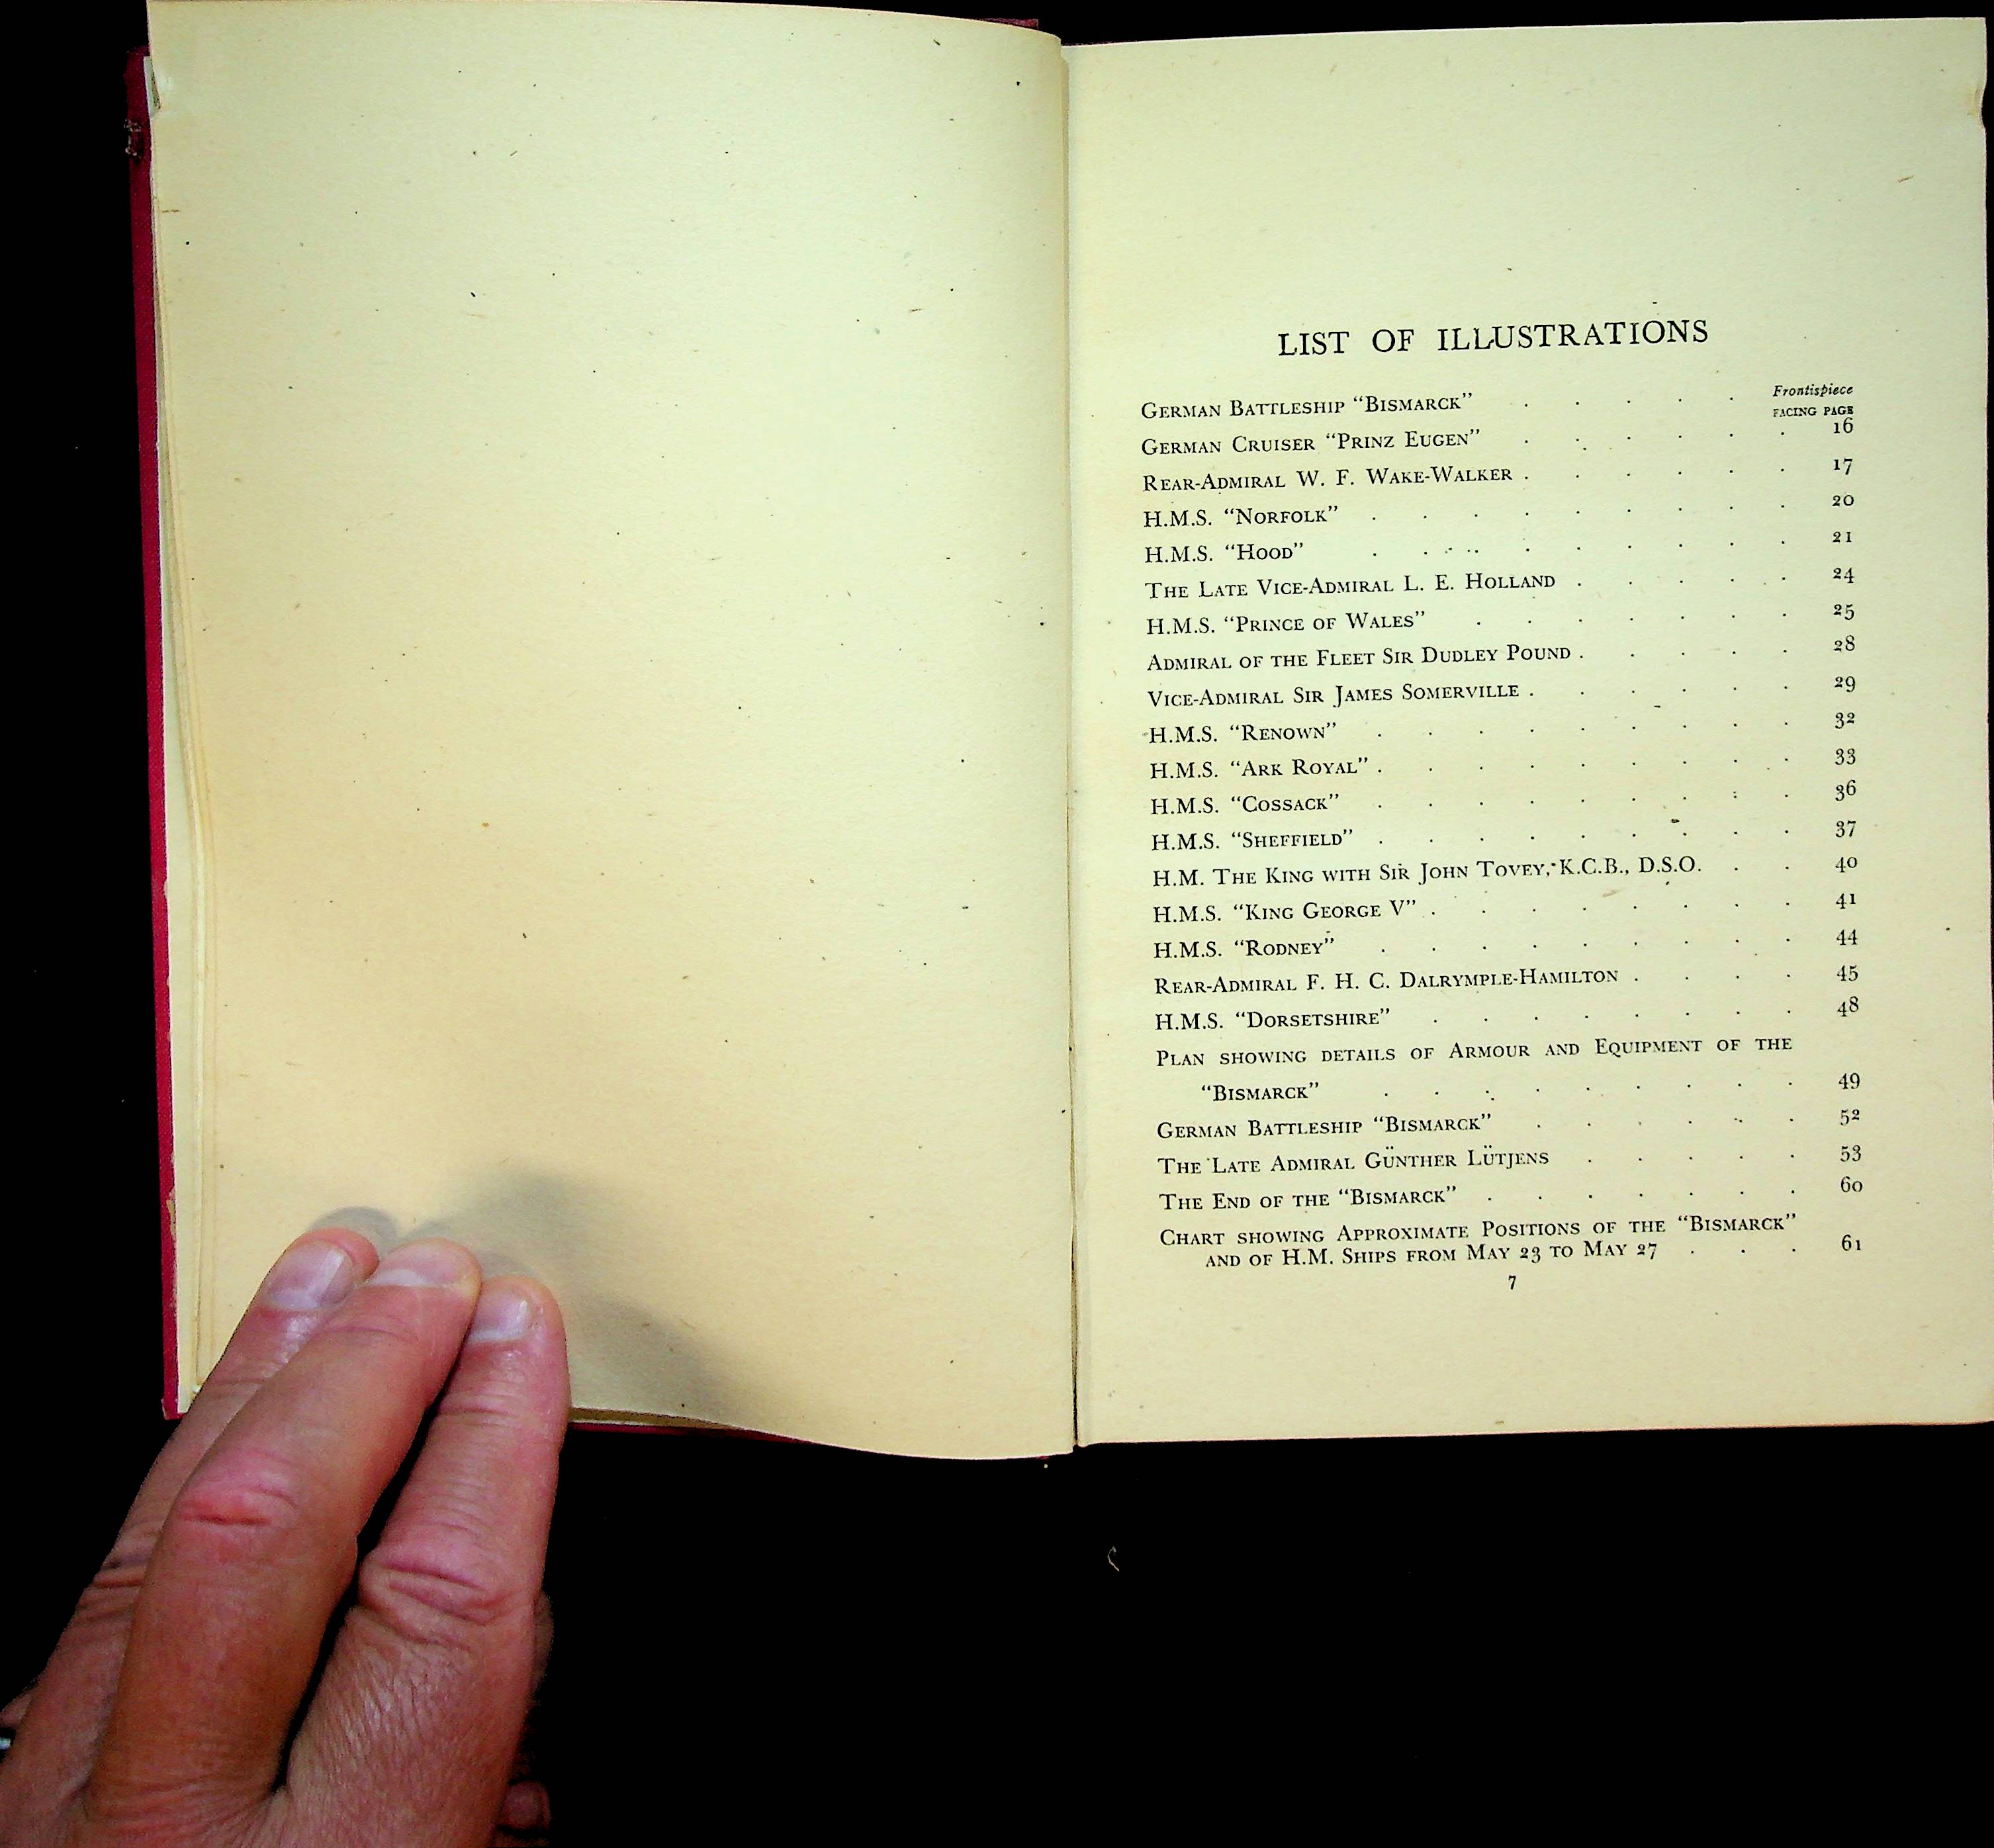 LIST OF ILLUSTRATIONS
Frontispiece
GERMAN BATTLESHIP “BISMARCK” . . . . .
FACING PAGE
GERMAN CRUISER “PRINZ EUGEN” . . . . . . 16
REAR-ADMIRAL W. F. WAKE-WALKER . . . . . . 17
H.M.S. “NORFOLK” . . . . . . . . . 20
H.M.S. “HOOD” . . . . . . . . . 21
THE LATE VICE-ADMIRAL L. E. HOLLAND . . . . . 24
H.M.S. “PRINCE OF WALES” . . . . . . . 25
ADMIRAL OF THE FLEET SIR DUDLEY POUND . . . . . 28
VICE-ADMIRAL SIR JAMES SOMERVILLE . . . . . . 29
H.M.S. “RENOWN” . . . . . . . . . 32
H.M.S. “ARK ROYAL” . . . . . . . . . 33
H.M.S. “COSSACK” . . . . . . . . . 36
H.M.S. “SHEFFIELD” . . . . . . . . . 37
H.M. THE KING WITH SIR JOHN TOVEY, K.C.B., D.S.O. . . 40
H.M.S. “KING GEORGE V” . . . . . . . . 41
H.M.S. “RODNEY” . . . . . . . . . 44
REAR-ADMIRAL F. H. C. DALRYMPLE-HAMILTON . . . . 45
H.M.S. “DORSETSHIRE” . . . . . . . . 48
PLAN SHOWING DETAILS OF ARMOUR AND EQUIPMENT OF THE
“BISMARCK” . . . . . . . . . 49
GERMAN BATTLESHIP “BISMARCK” . . . . . . 52
THE LATE ADMIRAL GÜNTHER LÜTJENS . . . . . 53
THE END OF THE “BISMARCK” . . . . . . . 60
CHART SHOWING APPROXIMATE POSITIONS OF THE “BISMARCK”
AND OF H.M. SHIPS FROM MAY 23 TO MAY 27 . . . 61
7